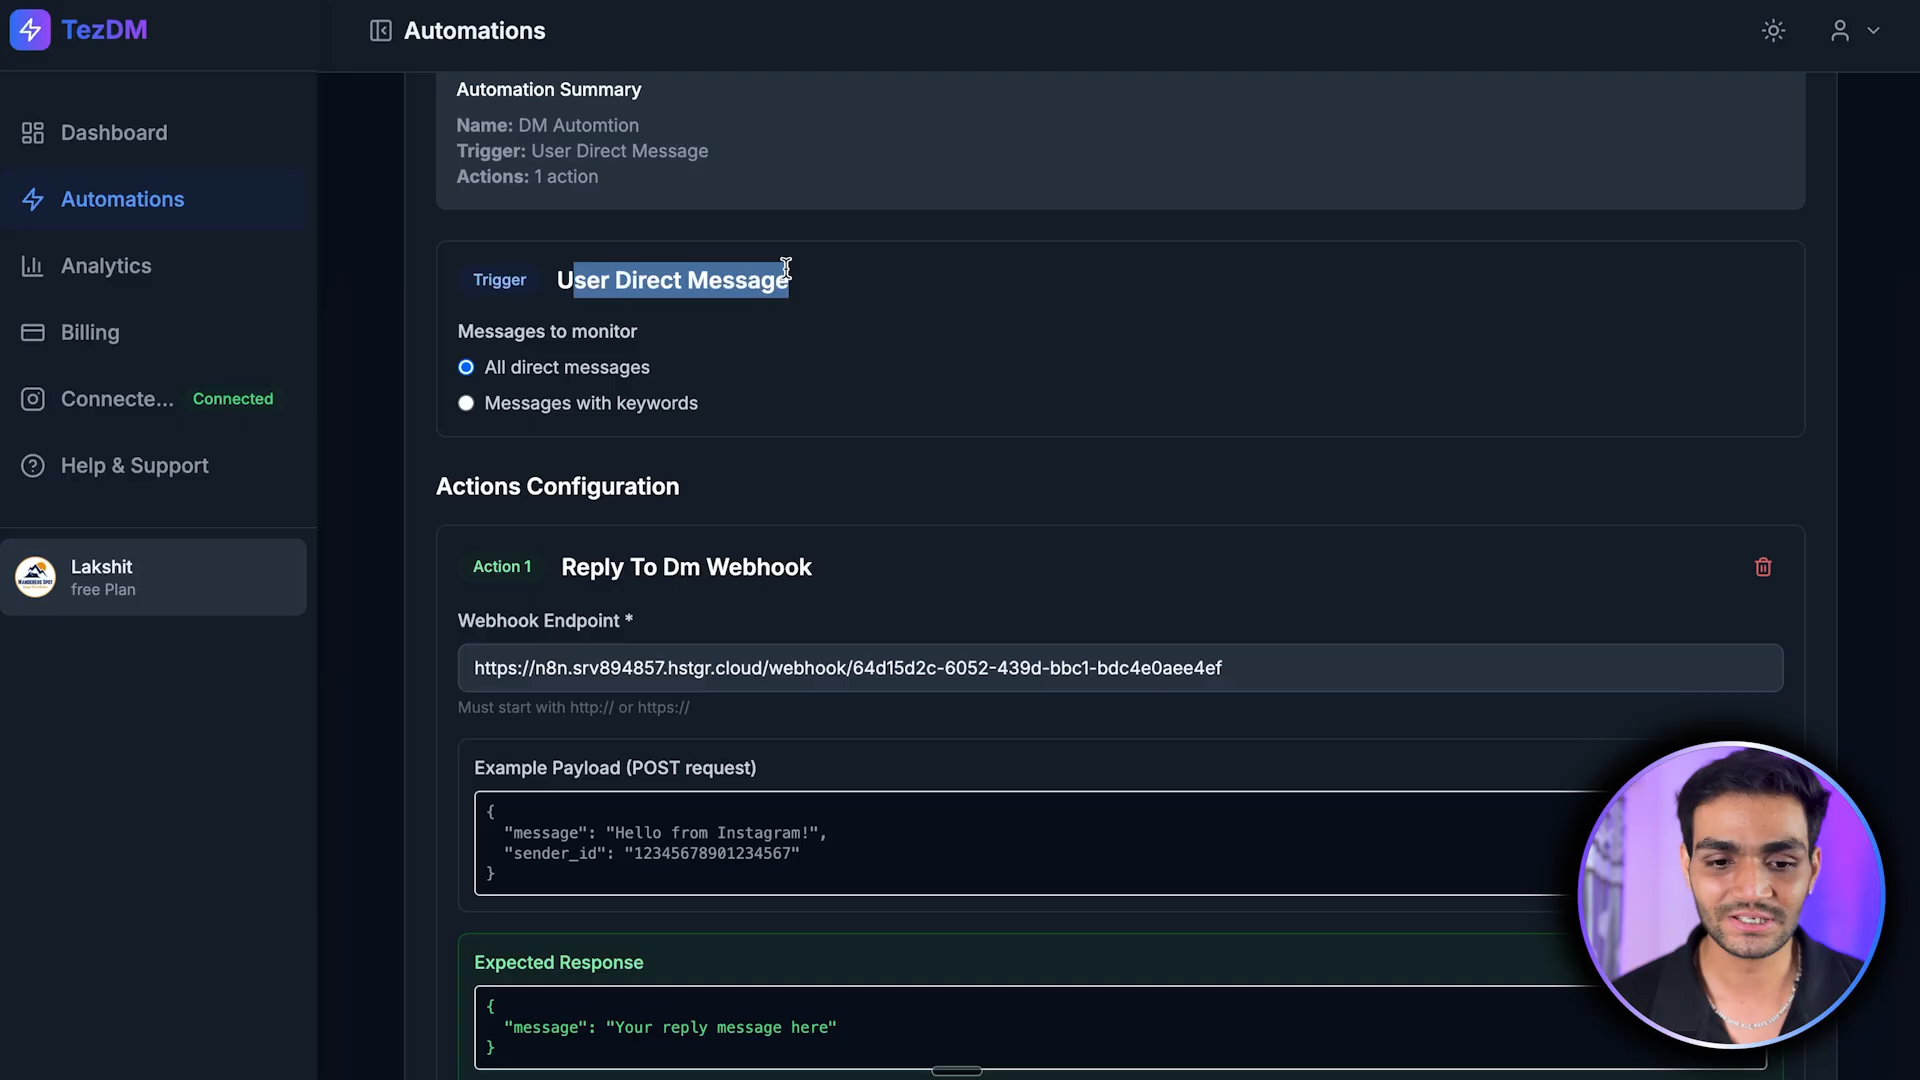 TezDM
Automations
Dashboard
Automations
Analytics
Billing
Connecte... Connected
Help & Support
Lakshit
free Plan
Automation Summary
Name: DM Automtion
Trigger: User Direct Message
Actions: 1 action
Trigger User Direct Message
Messages to monitor
All direct messages
Messages with keywords
Actions Configuration
Action 1 Reply To Dm Webhook
Webhook Endpoint *
https://n8n.srv894857.hstgr.cloud/webhook/64d15d2c-6052-439d-bbc1-bdc4e0aee4ef
Must start with http:// or https://
Example Payload (POST request)
{
"message": "Hello from Instagram!",
"sender_id": "12345678901234567"
}
Expected Response
{
"message": "Your reply message here"
}